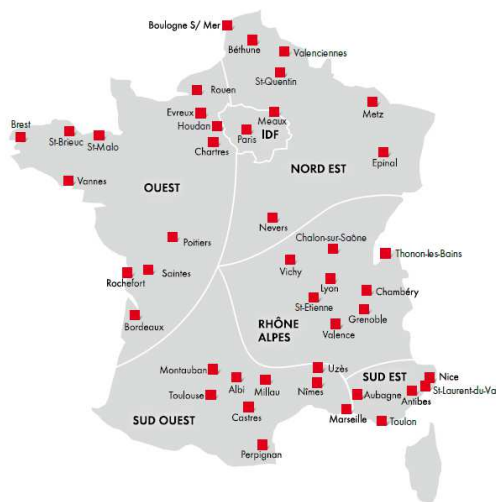 Boulogne S/ Mer
Béthune
Valenciennes
St-Quentin
Rouen
Evreux
Meaux
Metz
Houdan
Paris
IDF
Brest
St-Brieuc
St-Malo
Chartres
Epinal
NORD EST
Vannes
OUEST
Nevers
Poitiers
Chalon-sur-Saône
Thonon-les-Bains
Vichy
Saintes
Rochefort
Lyon
Chambéry
St-Etienne
Grenoble
Bordeaux
RHÔNE
ALPES
Valence
Montauban
Uzès
SUD EST
Nice
Albi
Millau
Nîmes
St-Laurent-du-Va
Toulouse
Aubagne
Antibes
Castres
Marseille
SUD OUEST
Toulon
Perpignan